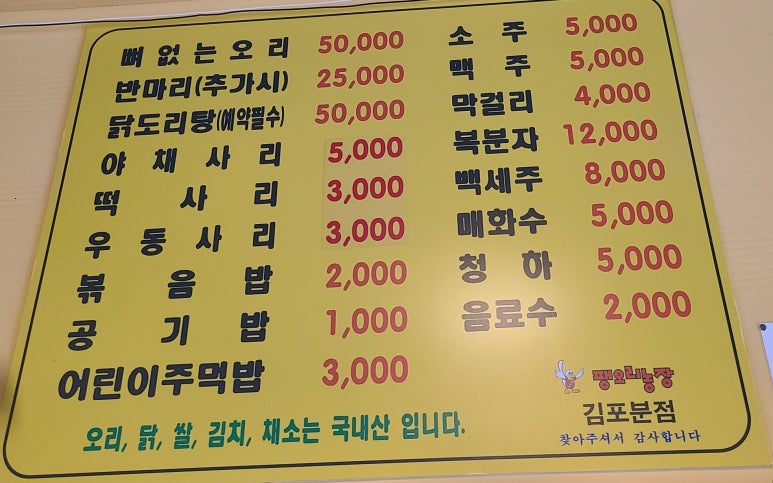 뼈없는오리 50,000
반마리(추가시) 25,000
닭도리탕(예약필수) 50,000
야채사리 5,000
떡사리 3,000
우동사리 3,000
볶음밥 2,000
공기밥 1,000
어린이주먹밥 3,000
소주 5,000
맥주 5,000
막걸리 4,000
복분자 12,000
백세주 8,000
매화수 5,000
청하 5,000
음료수 2,000
오리, 닭, 쌀, 김치, 채소는 국내산 입니다.
팽오리농장
김포분점
찾아주셔서 감사합니다